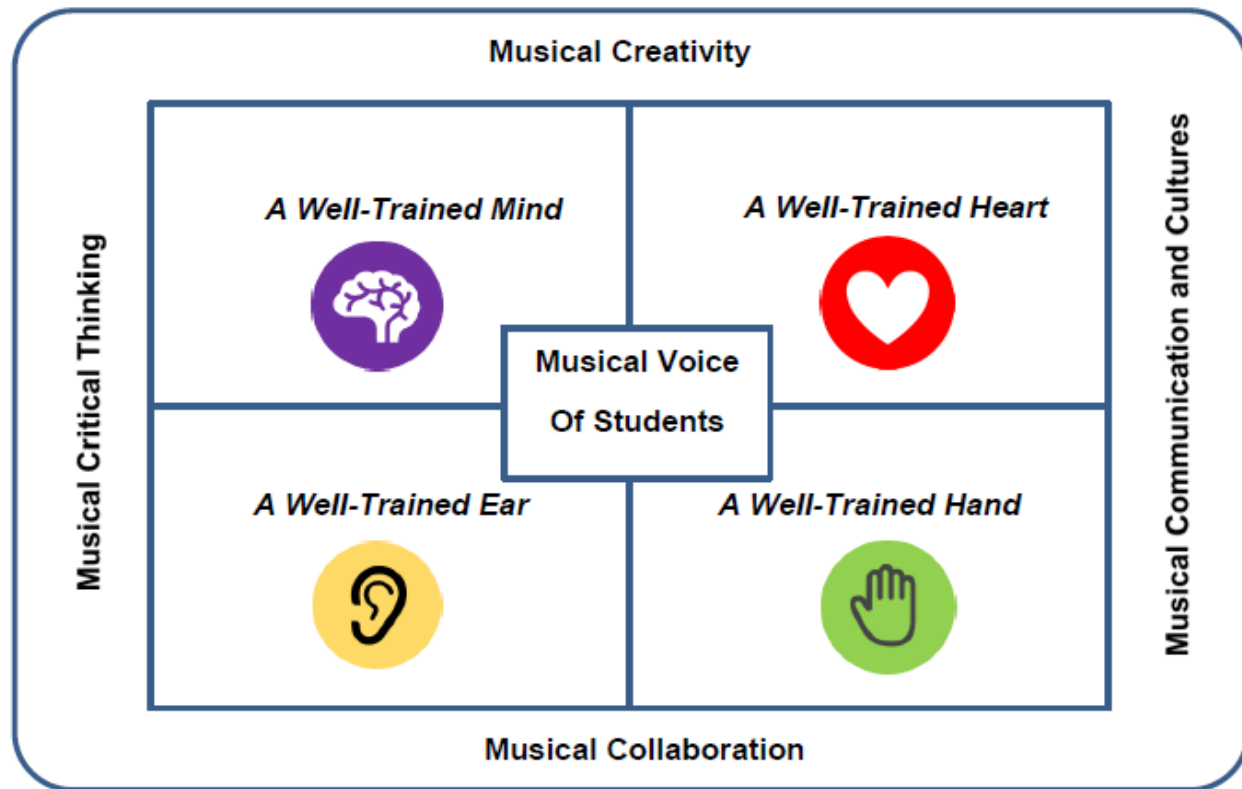 Musical Creativity
Musical Critical Thinking
A Well-Trained Mind
A Well-Trained Heart
Musical Communication and Cultures
Musical Voice
Of Students
A Well-Trained Ear
A Well-Trained Hand
Musical Collaboration